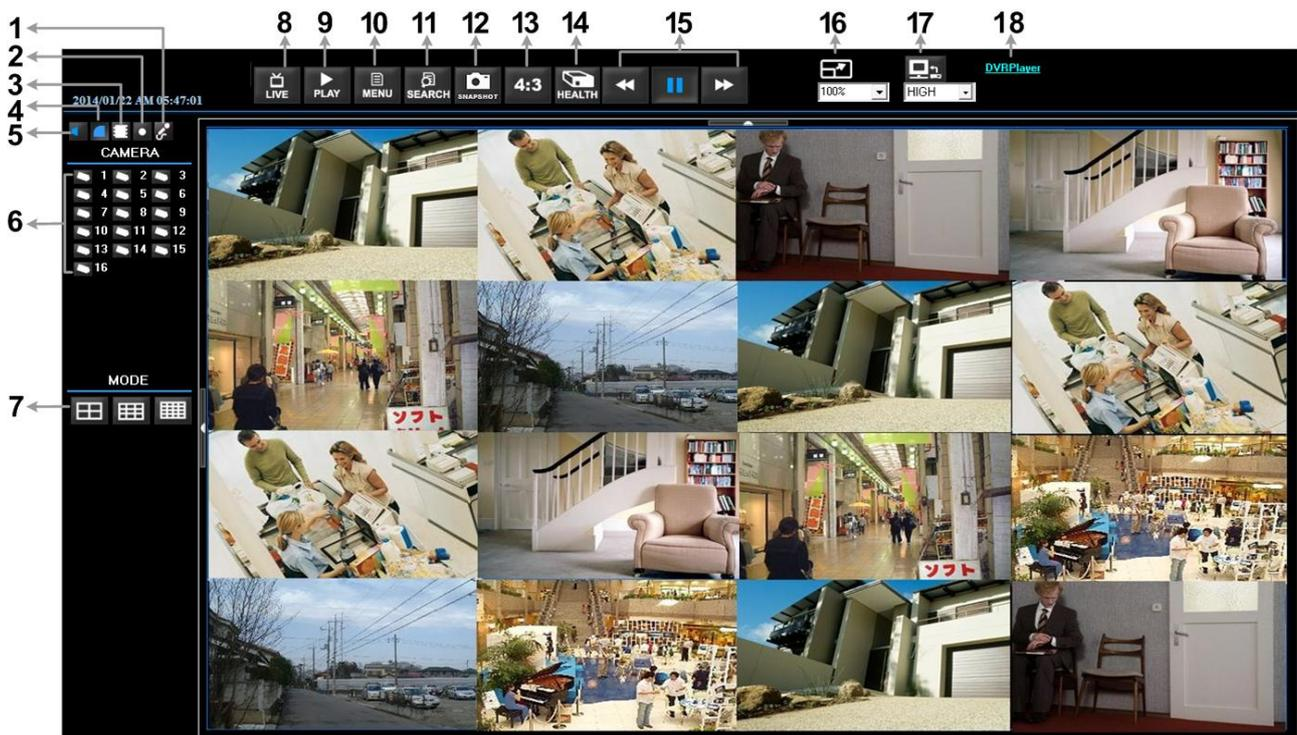 1
2
3
4
5
6
7
8 9 10 11 12 13 14 15 16 17 18
LIVE PLAY MENU SEARCH SNAPSHOT 4:3 HEALTH
100% HIGH
DVRPlayer
2014/01/22 AM 05:47:01
CAMERA
1 2 3
4 5 6
7 8 9
10 11 12
13 14 15
16
MODE
ソフト
ソフト